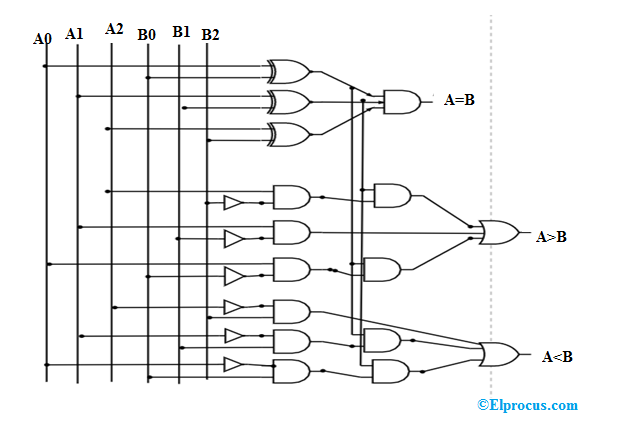 A0 A1 A2 B0 B1 B2
A=B
A>B
A<B
©Elprocus.com